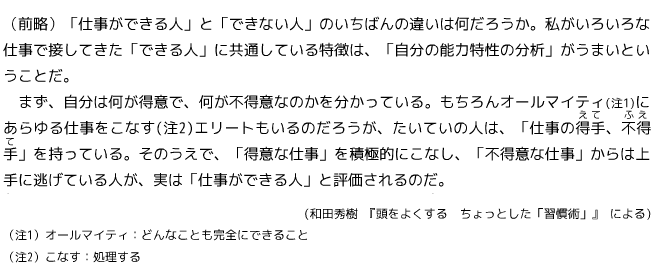 （前略）「仕事ができる人」と「できない人」のいちばんの違いは何だろうか。私がいろいろな
仕事で接してきた「できる人」に共通している特徴は、「自分の能力特性の分析」がうまいとい
うことだ。
　まず、自分は何が得意で、何が不得意なのかを分かっている。もちろんオールマイティ(注1)に
あらゆる仕事をこなす(注2)エリートもいるのだろうが、たいていの人は、「仕事の得手、不得
えて　ふえ
手」を持っている。そのうえで、「得意な仕事」を積極的にこなし、「不得意な仕事」からは上
て
手に逃げている人が、実は「仕事ができる人」と評価されるのだ。
(和田秀樹　『頭をよくする　ちょっとした「習慣術」』　による)
（注1）オールマイティ：どんなことも完全にできること
（注2）こなす：処理する